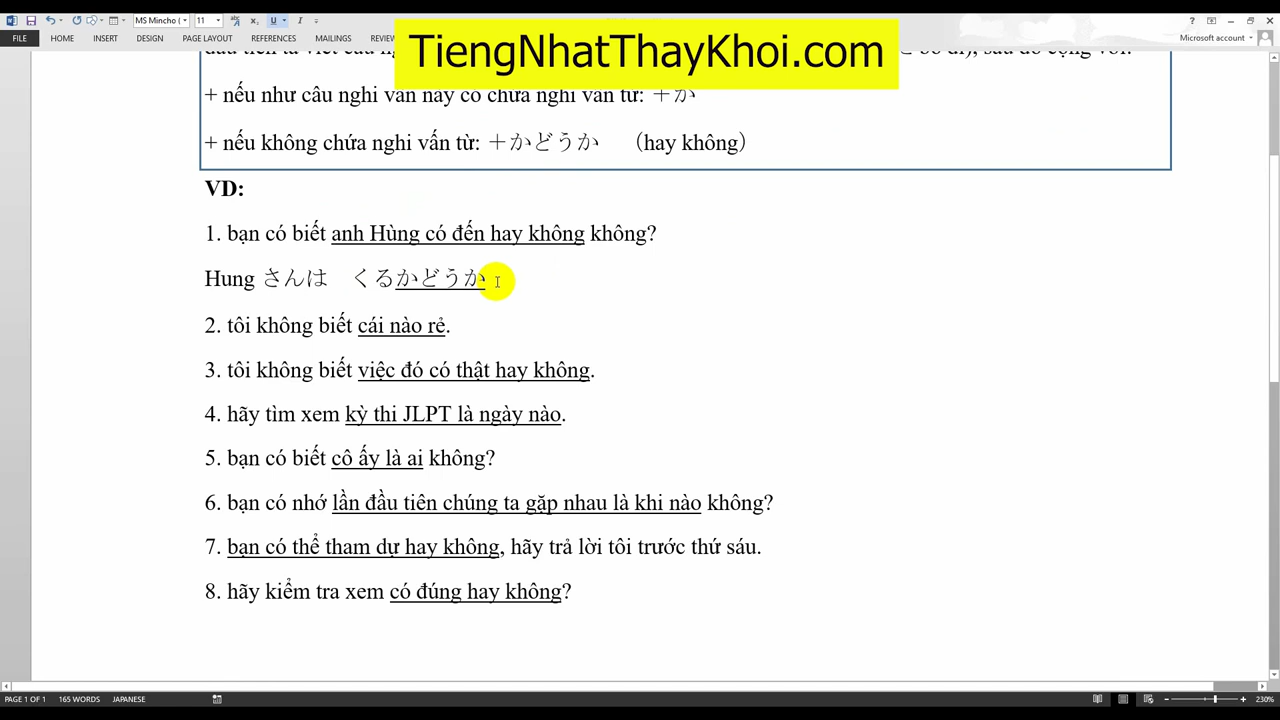 MS Mincho ( 11
FILE HOME INSERT DESIGN PAGE LAYOUT REFERENCES MAILINGS Microsoft account
TiengNhatThayKhoi.com
+ nếu như câu nghi vấn này có chứa nghi vấn từ: ＋か
+ nếu không chứa nghi vấn từ: ＋かどうか （hay không）
VD:
1. bạn có biết anh Hùng có đến hay không không?
Hung さんは　くるかどうか
2. tôi không biết cái nào rẻ.
3. tôi không biết việc đó có thật hay không.
4. hãy tìm xem kỳ thi JLPT là ngày nào.
5. bạn có biết cô ấy là ai không?
6. bạn có nhớ lần đầu tiên chúng ta gặp nhau là khi nào không?
7. bạn có thể tham dự hay không, hãy trả lời tôi trước thứ sáu.
8. hãy kiểm tra xem có đúng hay không?
PAGE 1 OF 1 165 WORDS JAPANESE 230%